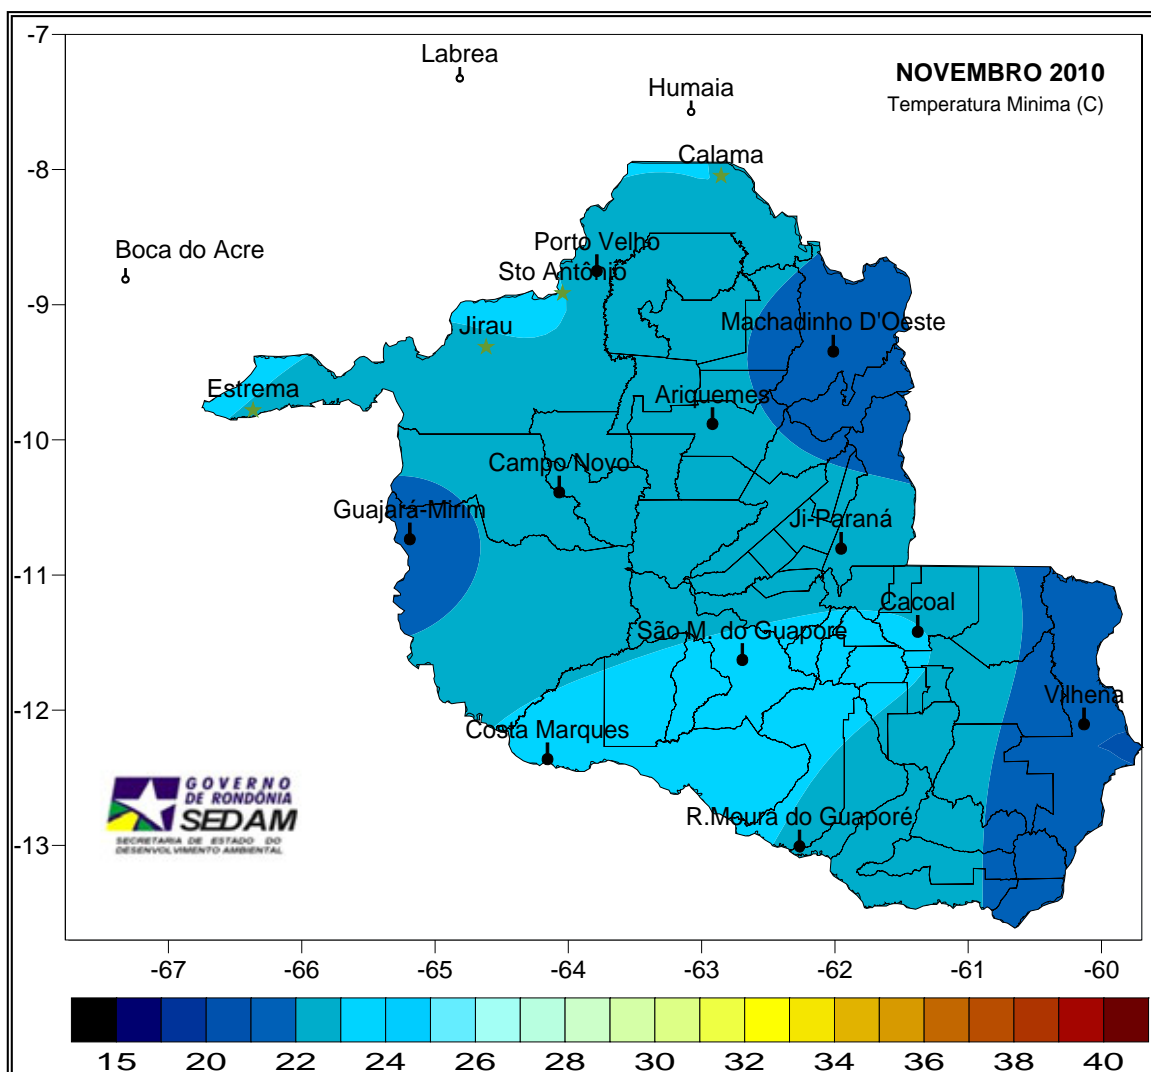 -7
Labrea
NOVEMBRO 2010
Humaia
Temperatura Minima (C)
Calama
-8
Boca do Acre
Porto Velho
Sto Antônio
-9
Jirau
Machadinho D'Oeste
Estrema
Ariquemes
-10
Campo Novo
Guajará-Mirim
Ji-Paraná
-11
Cacoal
São M. do Guaporé
-12
Vilhena
Costa Marques
GOVERNO
DE RONDÔNIA
SEDAM
SECRETARIA DE ESTADO DO
DESENVOLVIMENTO AMBIENTAL
R.Moura do Guaporé
-13
-67 -66 -65 -64 -63 -62 -61 -60
15 20 22 24 26 28 30 32 34 36 38 40